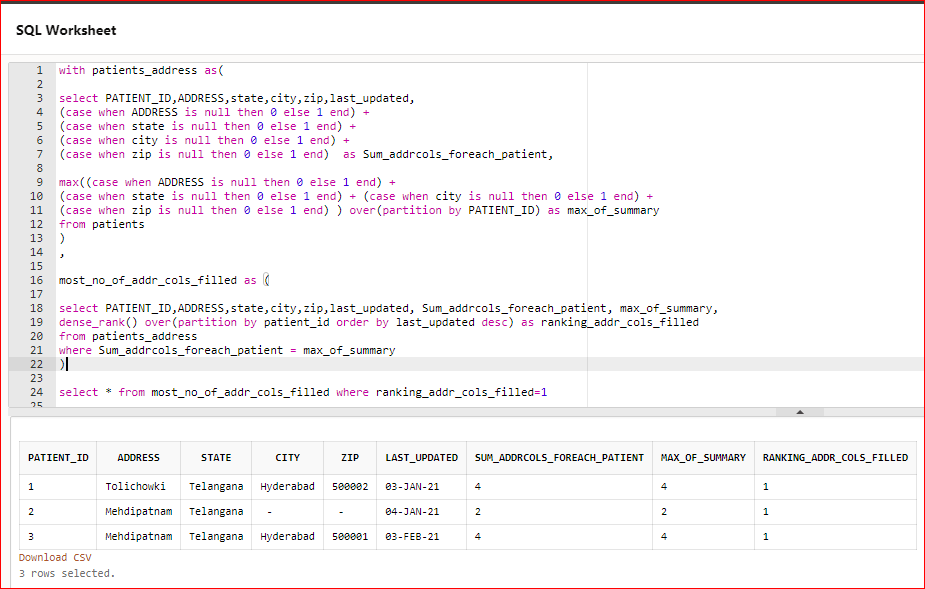 SQL Worksheet
1 with patients_address as(
2
3 select PATIENT_ID,ADDRESS,state,city,zip,last_updated,
4 (case when ADDRESS is null then 0 else 1 end) +
5 (case when state is null then 0 else 1 end) +
6 (case when city is null then 0 else 1 end) +
7 (case when zip is null then 0 else 1 end)  as Sum_addrcols_foreach_patient,
8
9 max((case when ADDRESS is null then 0 else 1 end) +
10 (case when state is null then 0 else 1 end) + (case when city is null then 0 else 1 end) +
11 (case when zip is null then 0 else 1 end) ) over(partition by PATIENT_ID) as max_of_summary
12 from patients
13 )
14 ,
15
16 most_no_of_addr_cols_filled as (
17
18 select PATIENT_ID,ADDRESS,state,city,zip,last_updated, Sum_addrcols_foreach_patient, max_of_summary,
19 dense_rank() over(partition by patient_id order by last_updated desc) as ranking_addr_cols_filled
20 from patients_address
21 where Sum_addrcols_foreach_patient = max_of_summary
22 )
23
24 select * from most_no_of_addr_cols_filled where ranking_addr_cols_filled=1
25
PATIENT_ID ADDRESS STATE CITY ZIP LAST_UPDATED SUM_ADDRCOLS_FOREACH_PATIENT MAX_OF_SUMMARY RANKING_ADDR_COLS_FILLED
1 Tolichowki Telangana Hyderabad 500002 03-JAN-21 4 4 1
2 Mehdipatnam Telangana - - 04-JAN-21 2 2 1
3 Mehdipatnam Telangana Hyderabad 500001 03-FEB-21 4 4 1
Download CSV
3 rows selected.